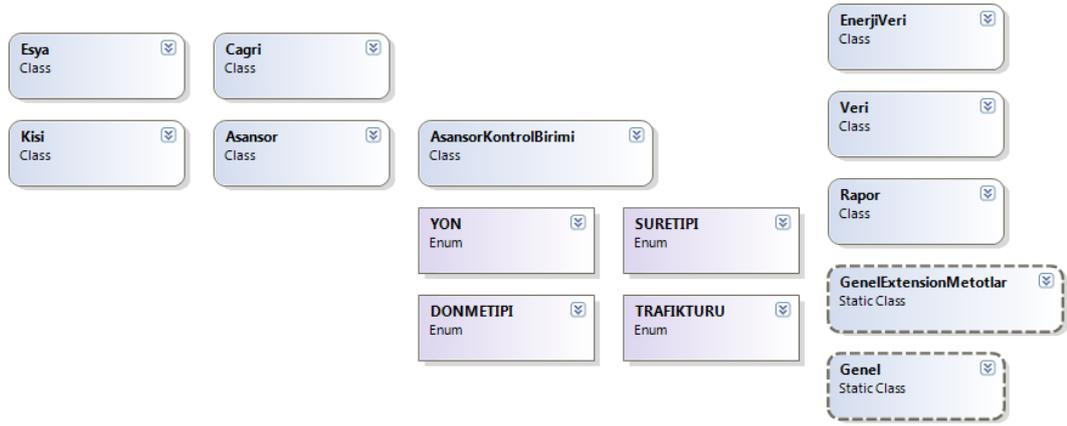 Esya
Class
Cagri
Class
Kisi
Class
Asansor
Class
AsansorKontrolBirimi
Class
YON
Enum
SURETIPI
Enum
DONMETIPI
Enum
TRAFIKTURU
Enum
EnerjiVeri
Class
Veri
Class
Rapor
Class
GenelExtensionMetotlar
Static Class
Genel
Static Class